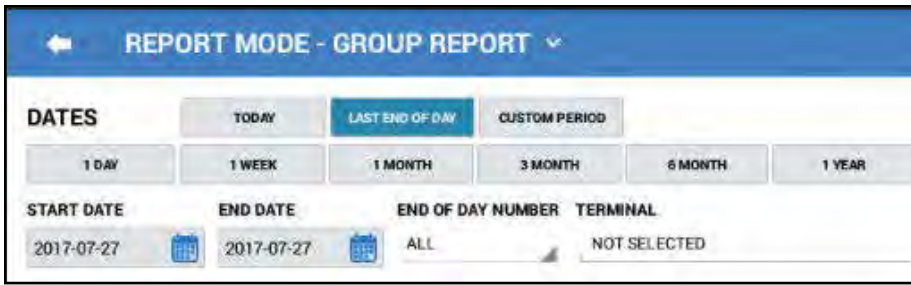 REPORT MODE - GROUP REPORT
DATES TODAY LAST END OF DAY CUSTOM PERIOD
1 DAY 1 WEEK 1 MONTH 3 MONTH 6 MONTH 1 YEAR
START DATE END DATE END OF DAY NUMBER TERMINAL
2017-07-27 2017-07-27 ALL NOT SELECTED